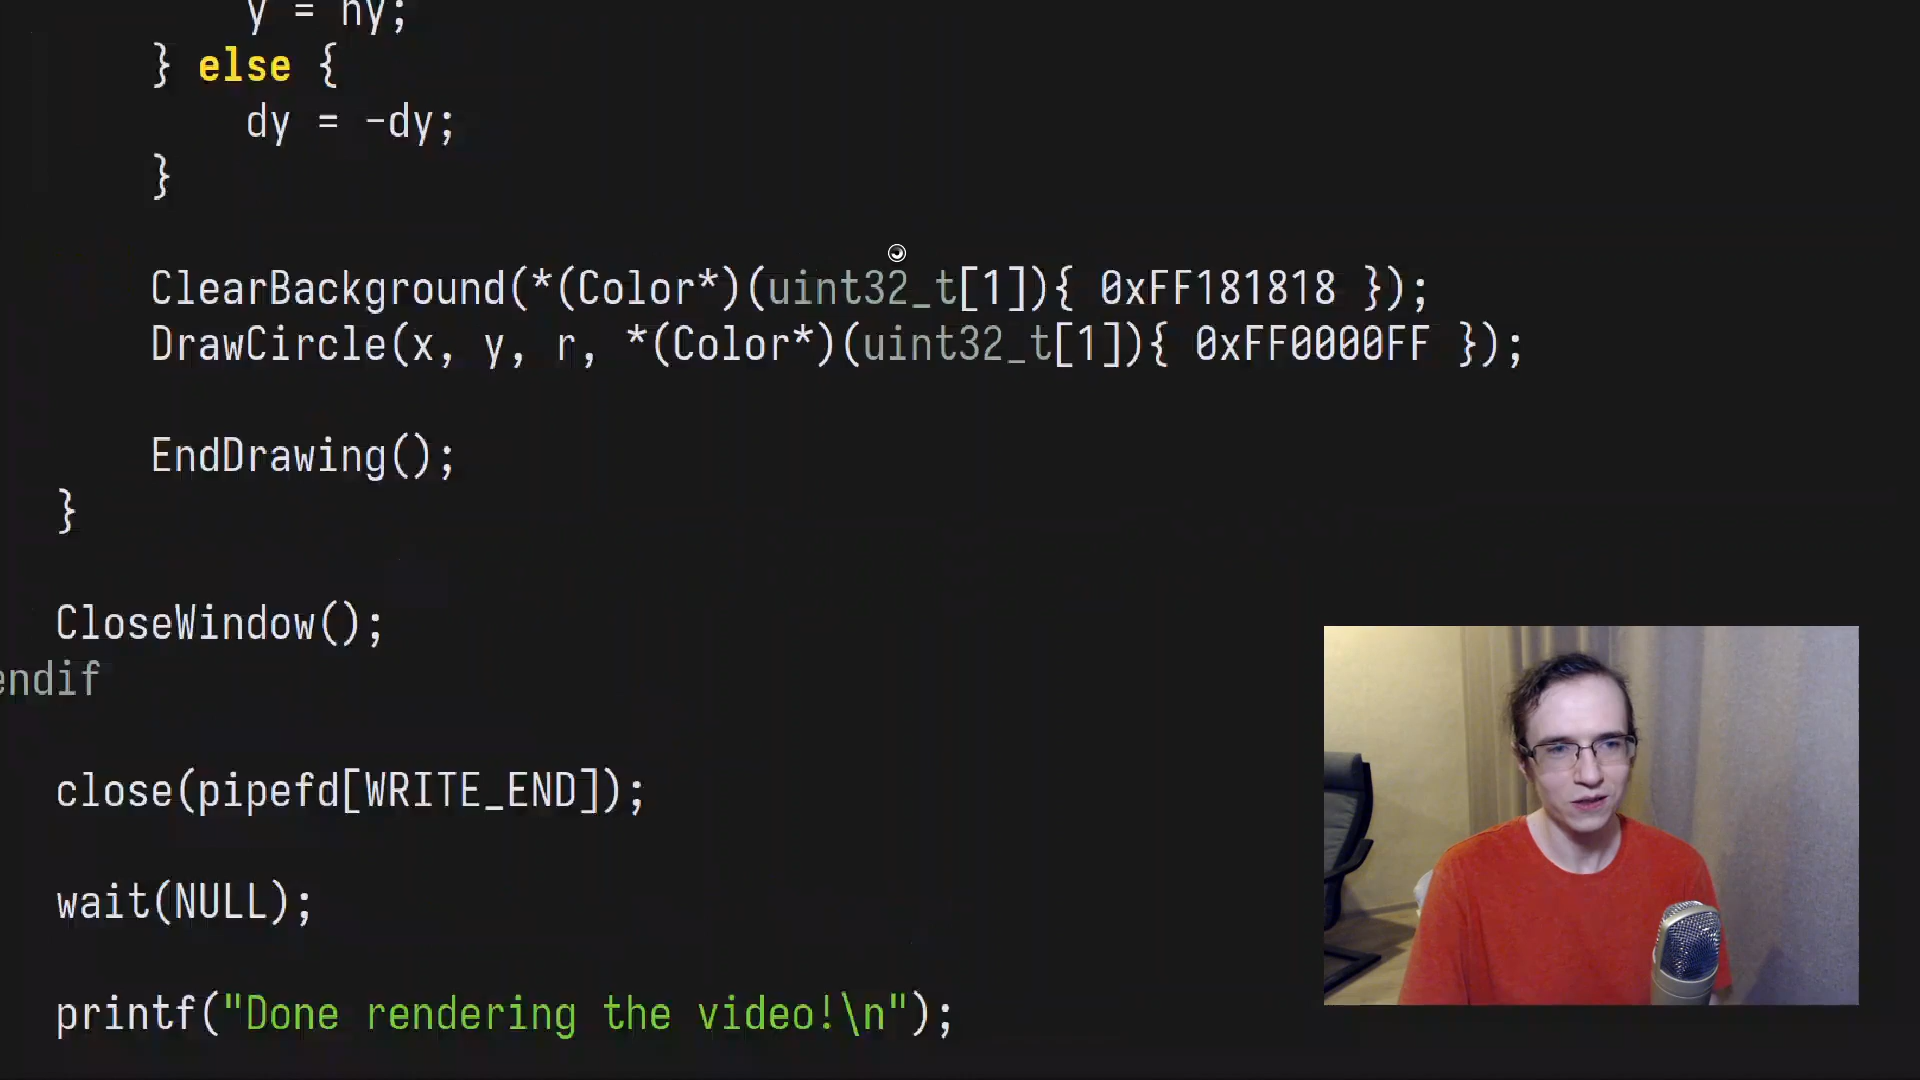 y = ny;
} else {
dy = -dy;
}
ClearBackground(*(Color*)(uint32_t[1]){ 0xFF181818 });
DrawCircle(x, y, r, *(Color*)(uint32_t[1]){ 0xFF0000FF });
EndDrawing();
}
CloseWindow();
endif
close(pipefd[WRITE_END]);
wait(NULL);
printf("Done rendering the video!\n");